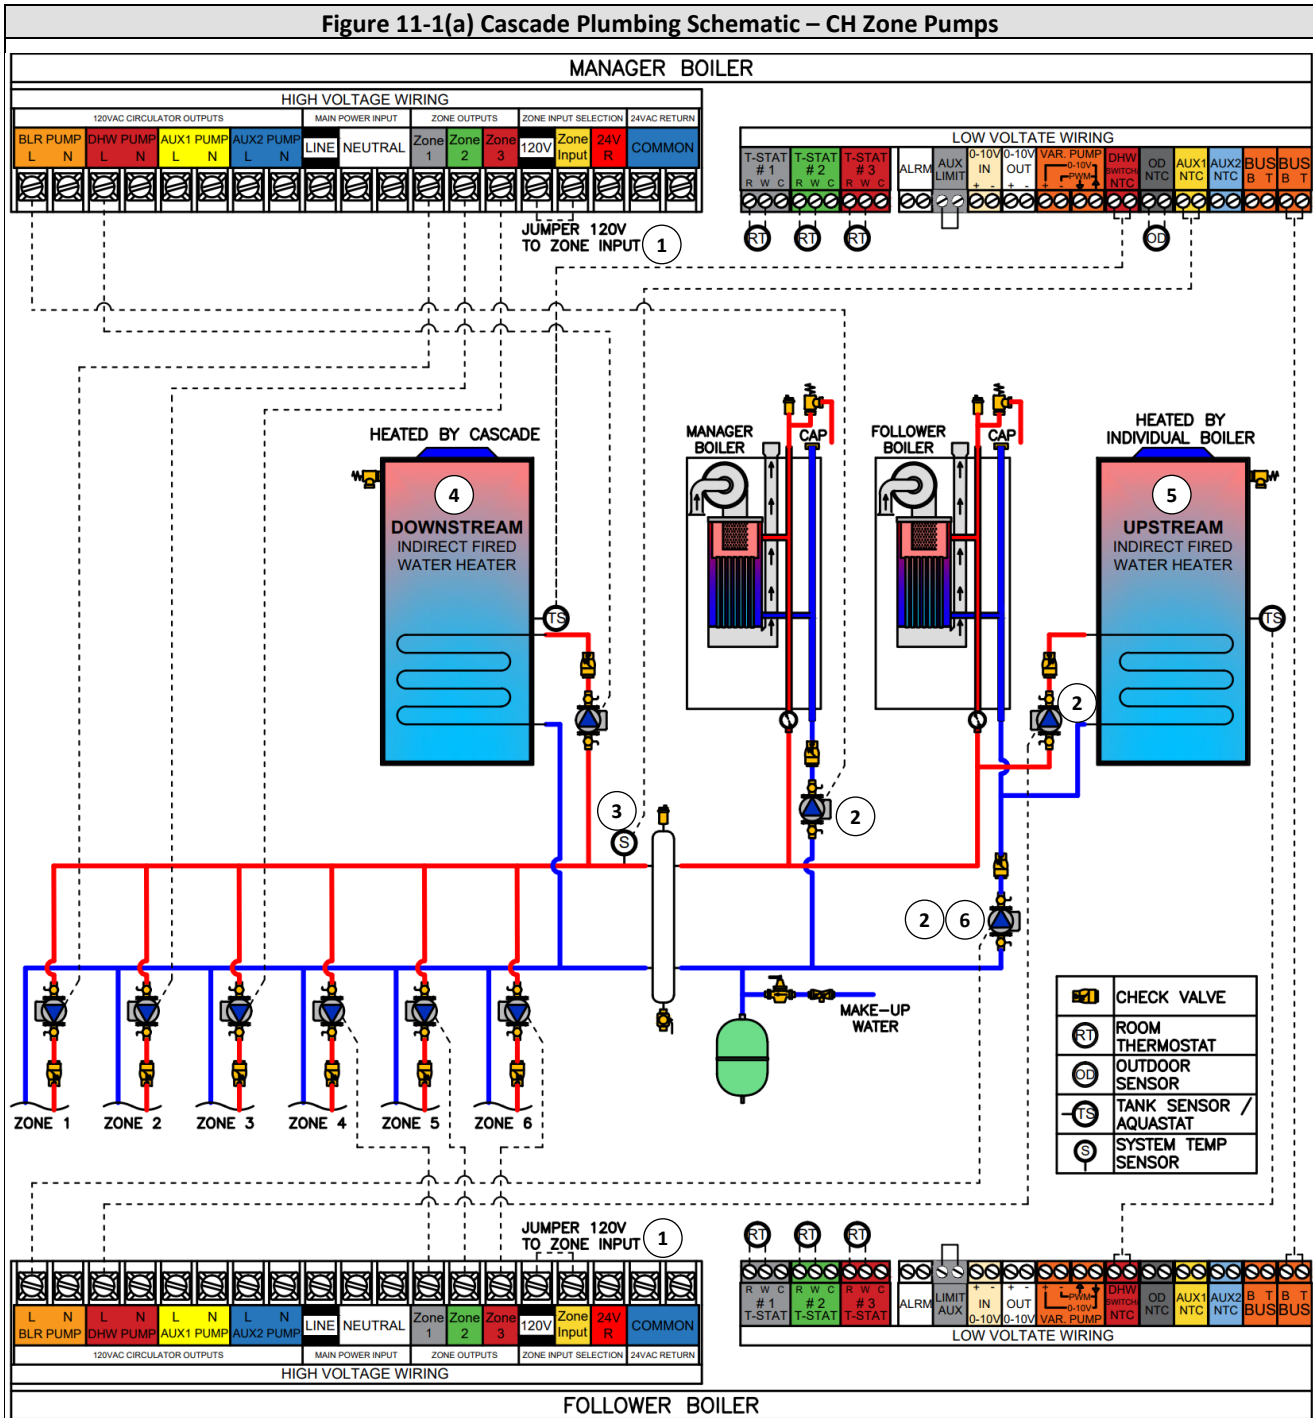 Figure 11-1(a) Cascade Plumbing Schematic – CH Zone Pumps
MANAGER BOILER
HIGH VOLTAGE WIRING
120VAC CIRCULATOR OUTPUTS MAIN POWER INPUT ZONE OUTPUTS ZONE INPUT SELECTION 24VAC RETURN
BLR PUMP L N
DHW PUMP L N
AUX1 PUMP L N
AUX2 PUMP L N
LINE
NEUTRAL
Zone 1
Zone 2
Zone 3
120V
Zone Input
24V R
COMMON
LOW VOLTATE WIRING
T-STAT # 1 R W C
T-STAT # 2 R W C
T-STAT # 3 R W C
ALRM
AUX LIMIT
0-10V IN + -
0-10V OUT + -
VAR. PUMP 0-10V PWM + - + -
DHW SWITCH/ NTC
OD NTC
AUX1 NTC
AUX2 NTC
BUS B T
BUS B T
JUMPER 120V
TO ZONE INPUT 1
RT RT RT OD
HEATED BY CASCADE
MANAGER
BOILER
CAP
FOLLOWER
BOILER
CAP
HEATED BY
INDIVIDUAL BOILER
4
DOWNSTREAM
INDIRECT FIRED
WATER HEATER
5
UPSTREAM
INDIRECT FIRED
WATER HEATER
TS
TS
2
3
S
2
2 6
MAKE-UP
WATER
ZONE 1 ZONE 2 ZONE 3 ZONE 4 ZONE 5 ZONE 6
CHECK VALVE
RT ROOM
THERMOSTAT
OD OUTDOOR
SENSOR
TS TANK SENSOR /
AQUASTAT
S SYSTEM TEMP
SENSOR
JUMPER 120V
TO ZONE INPUT 1
RT RT RT
L N BLR PUMP
L N DHW PUMP
L N AUX1 PUMP
L N AUX2 PUMP
LINE
NEUTRAL
Zone 1
Zone 2
Zone 3
120V
Zone Input
24V R
COMMON
120VAC CIRCULATOR OUTPUTS MAIN POWER INPUT ZONE OUTPUTS ZONE INPUT SELECTION 24VAC RETURN
HIGH VOLTAGE WIRING
R W C # 1 T-STAT
R W C # 2 T-STAT
R W C # 3 T-STAT
ALRM
LIMIT AUX
+ - IN 0-10V
+ - OUT 0-10V
+ - + - PWM 0-10V VAR. PUMP
DHW SWITCH/ NTC
OD NTC
AUX1 NTC
AUX2 NTC
B T BUS
B T BUS
LOW VOLTATE WIRING
FOLLOWER BOILER